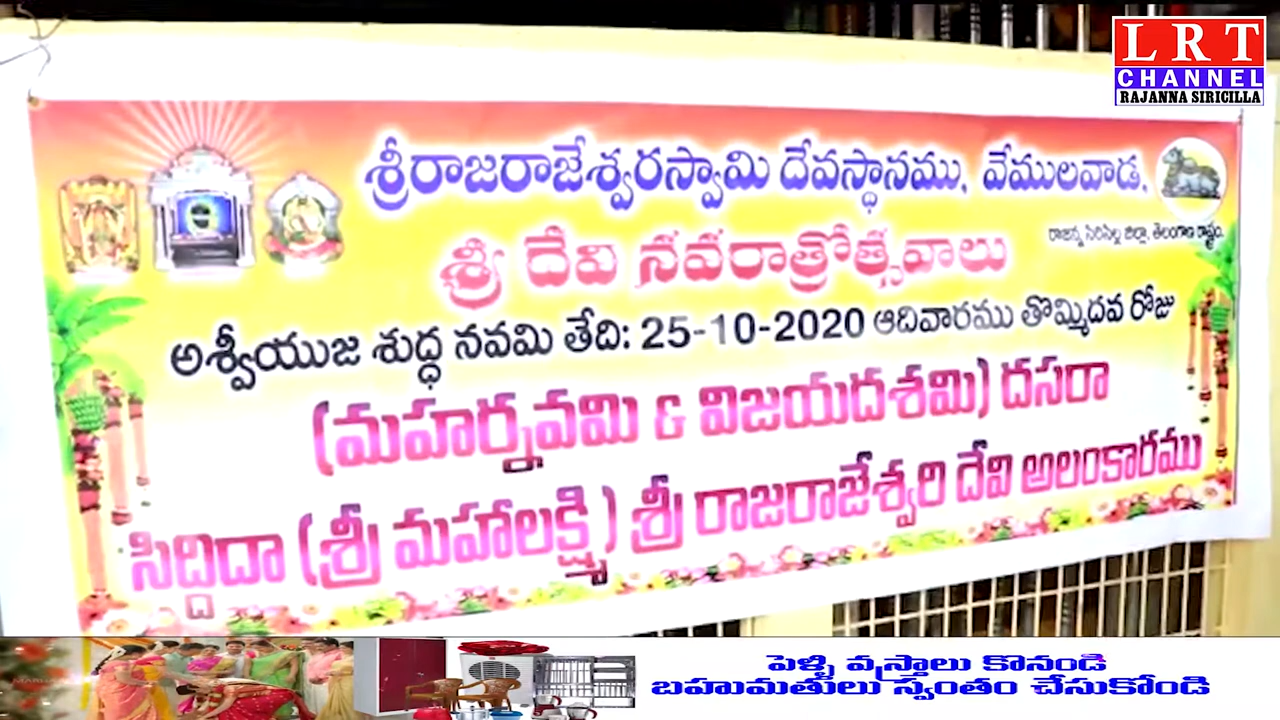 LRT
CHANNEL
RAJANNA SIRICILLA
శ్రీరాజరాజేశ్వరస్వామి దేవస్థానము, వేములవాడ.
రాజన్న సిరిసిల్ల జిల్లా, తెలంగాణ రాష్ట్రం.
శ్రీ దేవి నవరాత్రోత్సవాలు
అశ్వీయుజ శుద్ధ నవమి తేది: 25-10-2020 ఆదివారము తొమ్మిదవ రోజు
(మహర్నవమి & విజయదశమి) దసరా
సిద్దిదా (శ్రీ మహాలక్ష్మి) శ్రీ రాజరాజేశ్వరి దేవి అలంకారము
పెళ్ళి వస్త్రాలు కొనండి
బహుమతులు స్వంతం చేసుకోండి